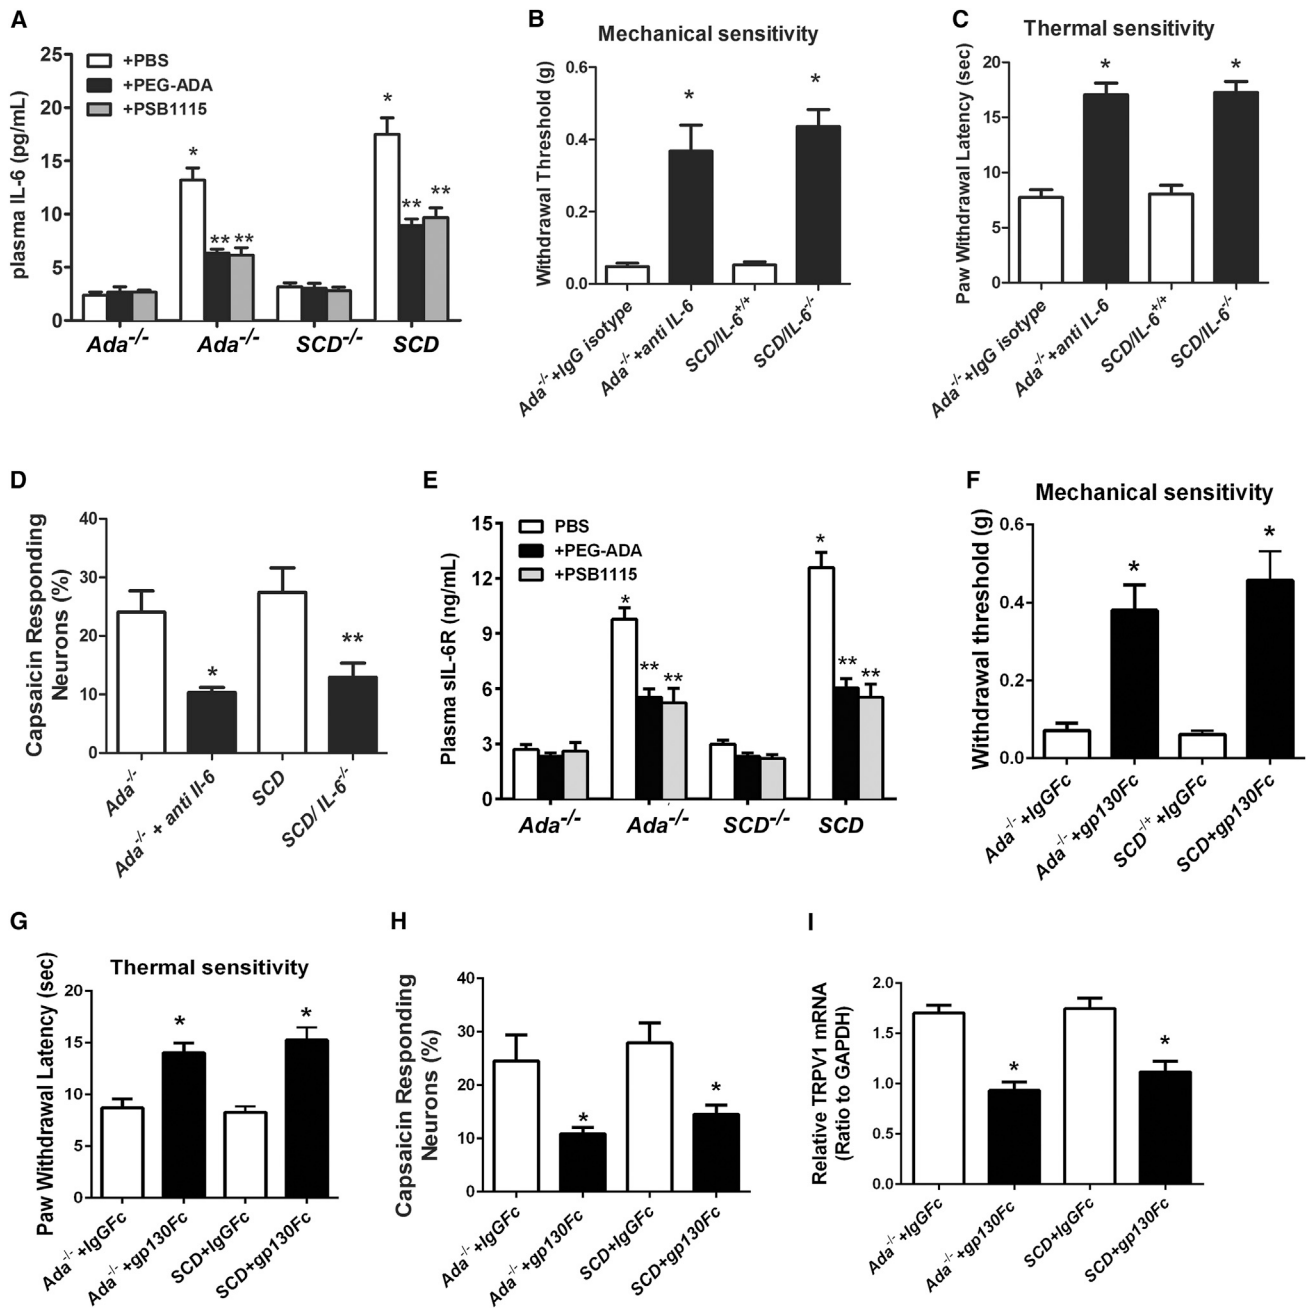 A
plasma IL-6 (pg/mL)
25
20
15
10
5
0
+PBS
+PEG-ADA
+PSB1115
*
** **
*
** **
Ada-/- Ada-/- SCD-/- SCD
B
Mechanical sensitivity
Withdrawal Threshold (g)
0.6
0.4
0.2
0.0
* *
Ada-/-+IgG isotype
Ada-/-+anti IL-6
SCD/IL-6+/+
SCD/IL-6-/-
C
Thermal sensitivity
Paw Withdrawal Latency (sec)
20
15
10
5
0
* *
Ada-/-+IgG isotype
Ada-/-+anti IL-6
SCD/IL-6+/+
SCD/IL-6-/-
D
Capsaicin Responding
Neurons (%)
40
30
20
10
0
* **
Ada-/-
Ada-/- + anti Il-6
SCD
SCD/ IL-6-/-
E
Plasma sIL-6R (ng/mL)
15
12
9
6
3
0
PBS
+PEG-ADA
+PSB1115
*
** **
*
** **
Ada-/- Ada-/- SCD-/- SCD
F
Mechanical sensitivity
Withdrawal threshold (g)
0.6
0.4
0.2
0.0
* *
Ada-/-+IgGFc
Ada-/-+gp130Fc
SCD-/++IgGFc
SCD+gp130Fc
G
Thermal sensitivity
Paw Withdrawal Latency (sec)
20
15
10
5
0
* *
Ada-/-+IgGFc
Ada-/-+gp130Fc
SCD+IgGFc
SCD+gp130Fc
H
Capsaicin Responding
Neurons (%)
40
30
20
10
0
* *
Ada-/-+IgGFc
Ada-/-+gp130Fc
SCD+IgGFc
SCD+gp130Fc
I
Relative TRPV1 mRNA
(Ratio to GAPDH)
2.0
1.5
1.0
0.5
0.0
* *
Ada-/-+IgGFc
Ada-/-+gp130Fc
SCD+IgGFc
SCD+gp130Fc